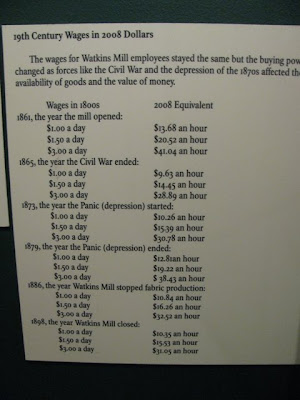 19th Century Wages in 2008 Dollars
The wages for Watkins Mill employees stayed the same but the buying pow
changed as forces like the Civil War and the depression of the 1870s affected the
availability of goods and the value of money.
Wages in 1800s 2008 Equivalent
1861, the year the mill opened:
$1.00 a day $13.68 an hour
$1.50 a day $20.52 an hour
$3.00 a day $41.04 an hour
1865, the year the Civil War ended:
$1.00 a day $9.63 an hour
$1.50 a day $14.45 an hour
$3.00 a day $28.89 an hour
1873, the year the Panic (depression) started:
$1.00 a day $10.26 an hour
$1.50 a day $15.39 an hour
$3.00 a day $30.78 an hour
1879, the year the Panic (depression) ended:
$1.00 a day $12.81an hour
$1.50 a day $19.22 an hour
$3.00 a day $ 38.43 an hour
1886, the year Watkins Mill stopped fabric production:
$1.00 a day $10.84 an hour
$1.50 a day $16.26 an hour
$3.00 a day $32.52 an hour
1898, the year Watkins Mill closed:
$1.00 a day $10.35 an hour
$1.50 a day $15.53 an hour
$3.00 a day $31.05 an hour